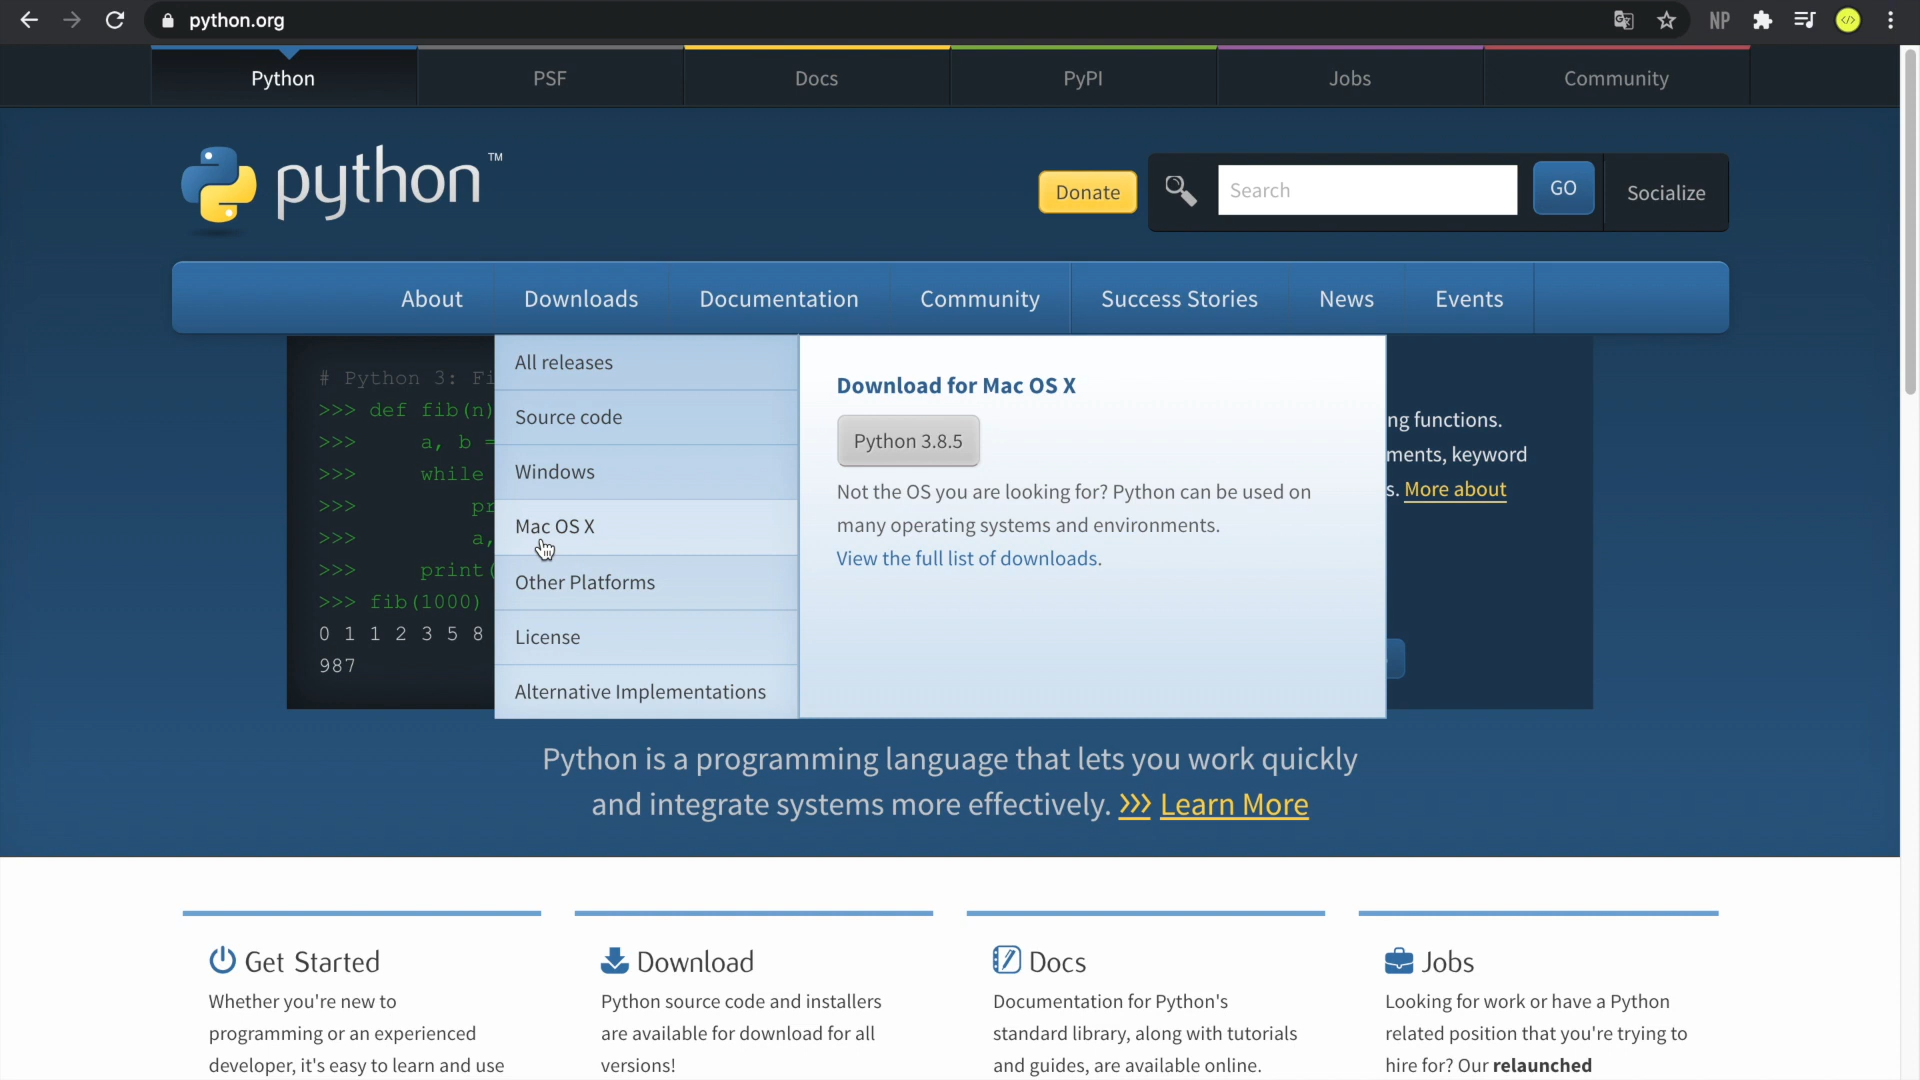 python.org
NP
Python
PSF
Docs
PyPI
Jobs
Community
python™
Donate
Search
GO
Socialize
About
Downloads
Documentation
Community
Success Stories
News
Events
# Python 3: Fi
>>> def fib(n)
>>> a, b =
>>> while
>>> pr
>>> a,
>>> print(
>>> fib(1000)
0 1 1 2 3 5 8
987
All releases
Source code
Windows
Mac OS X
Other Platforms
License
Alternative Implementations
Download for Mac OS X
Python 3.8.5
Not the OS you are looking for? Python can be used on
many operating systems and environments.
View the full list of downloads.
ng functions.
ments, keyword
s. More about
Python is a programming language that lets you work quickly
and integrate systems more effectively. >>> Learn More
Get Started
Whether you're new to
programming or an experienced
developer, it's easy to learn and use
Download
Python source code and installers
are available for download for all
versions!
Docs
Documentation for Python's
standard library, along with tutorials
and guides, are available online.
Jobs
Looking for work or have a Python
related position that you're trying to
hire for? Our relaunched